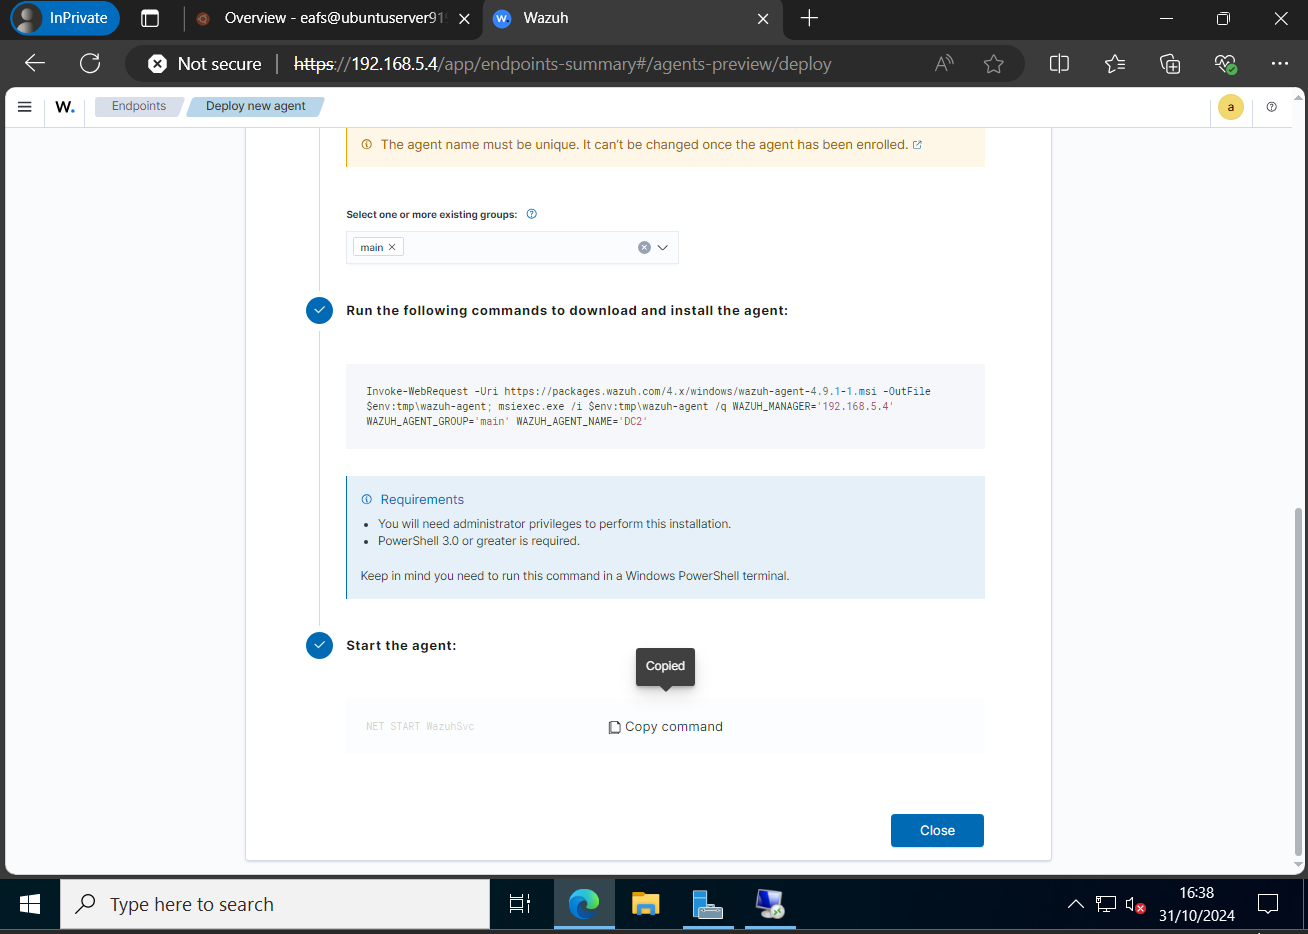 InPrivate
Overview - eafs@ubuntuserver91
Wazuh
Not secure
https://192.168.5.4/app/endpoints-summary#/agents-preview/deploy
W.
Endpoints
Deploy new agent
a
The agent name must be unique. It can't be changed once the agent has been enrolled.
Select one or more existing groups:
main
Run the following commands to download and install the agent:
Invoke-WebRequest -Uri https://packages.wazuh.com/4.x/windows/wazuh-agent-4.9.1-1.msi -OutFile
$env:tmp\wazuh-agent; msiexec.exe /i $env:tmp\wazuh-agent /q WAZUH_MANAGER='192.168.5.4'
WAZUH_AGENT_GROUP='main' WAZUH_AGENT_NAME='DC2'
Requirements
• You will need administrator privileges to perform this installation.
• PowerShell 3.0 or greater is required.
Keep in mind you need to run this command in a Windows PowerShell terminal.
Start the agent:
Copied
NET START WazuhSvc
Copy command
Close
Type here to search
16:38
31/10/2024